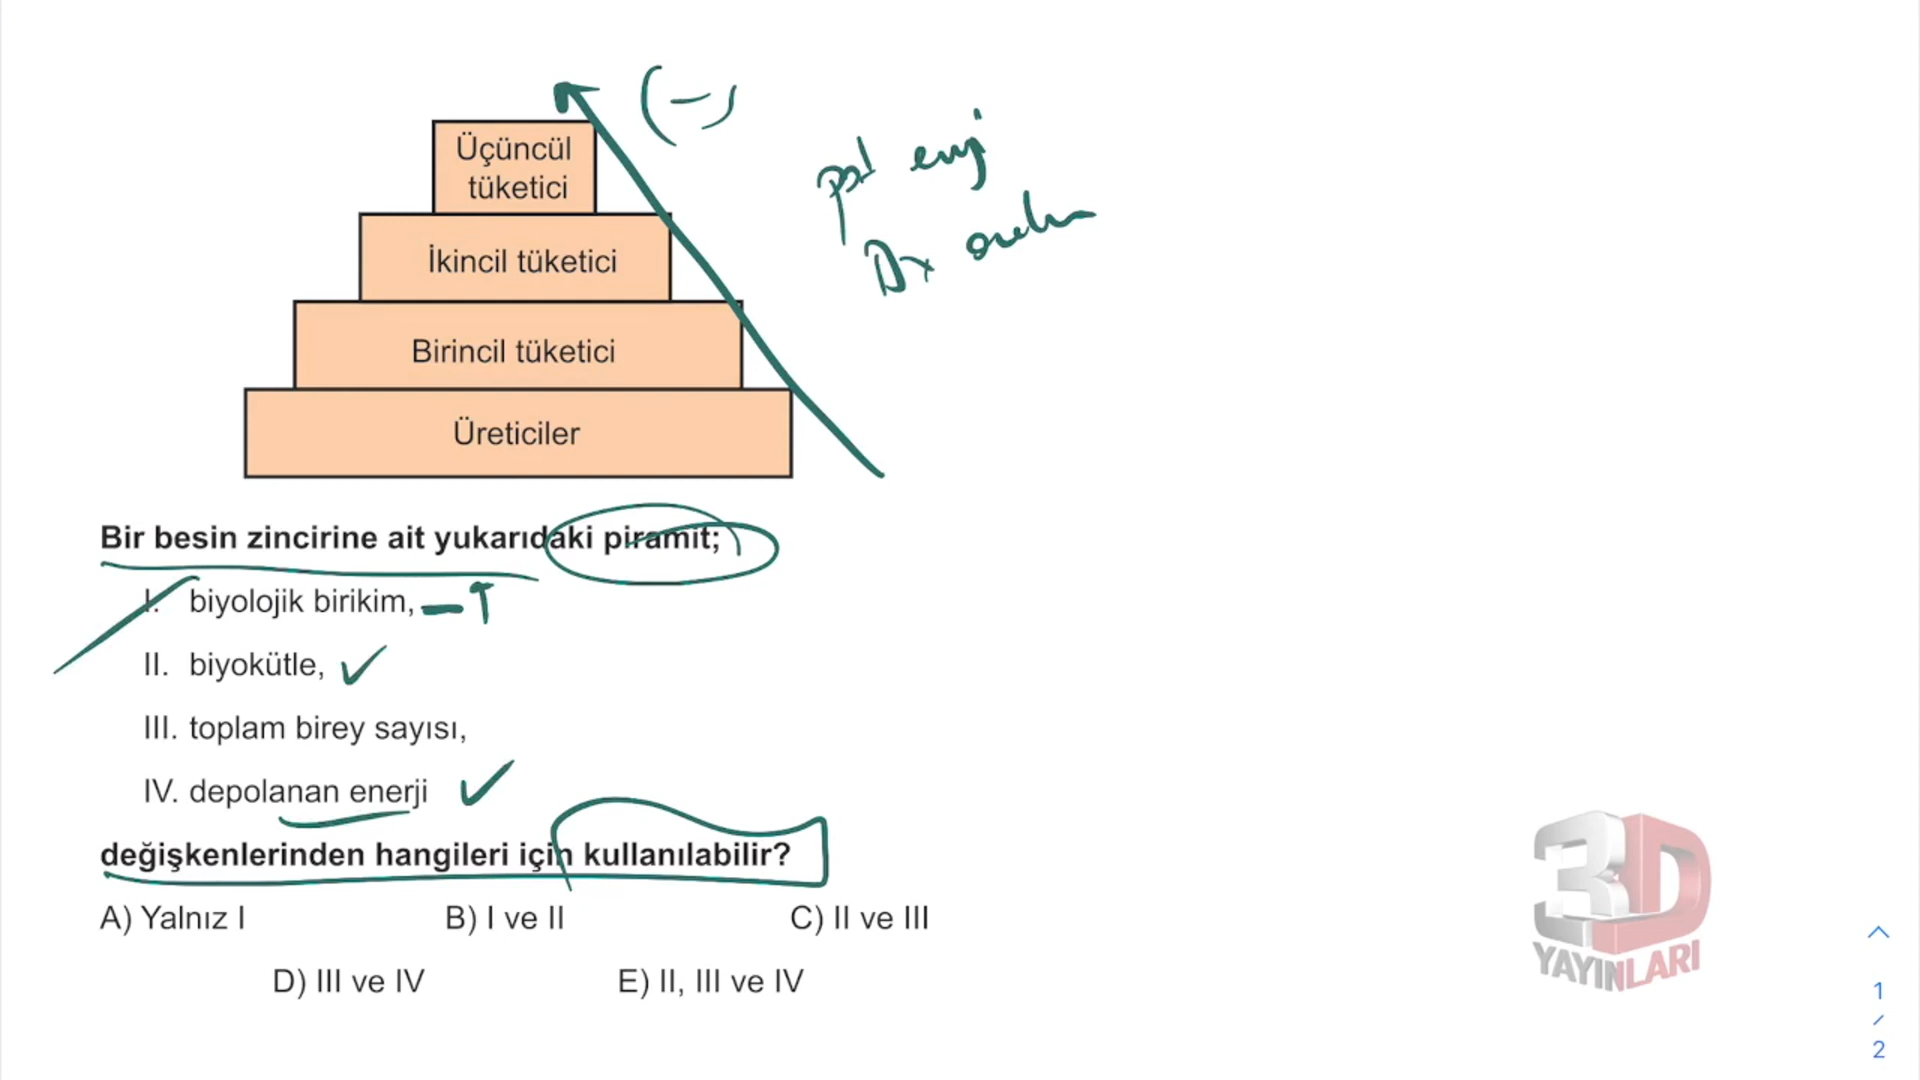 (-)
Üçüncül
tüketici
İkincil tüketici
Birincil tüketici
Üreticiler
Bir besin zincirine ait yukarıdaki piramit;
I. biyolojik birikim,
II. biyokütle,
III. toplam birey sayısı,
IV. depolanan enerji
değişkenlerinden hangileri için kullanılabilir?
A) Yalnız I B) I ve II C) II ve III
D) III ve IV E) II, III ve IV
3D
YAYINLARI
1
/
2